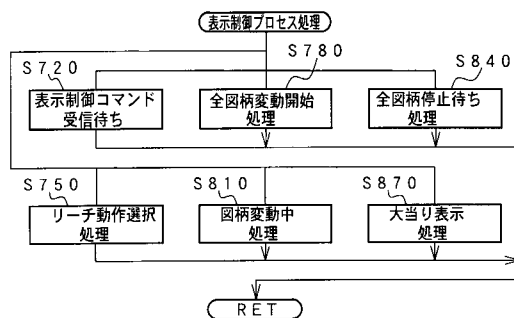 表示制御プロセス処理
S720
S780
S840
表示制御コマンド
受信待ち
全図柄変動開始
処理
全図柄停止待ち
処理
S750
S810
S870
リーチ動作選択
処理
図柄変動中
処理
大当り表示
処理
RET